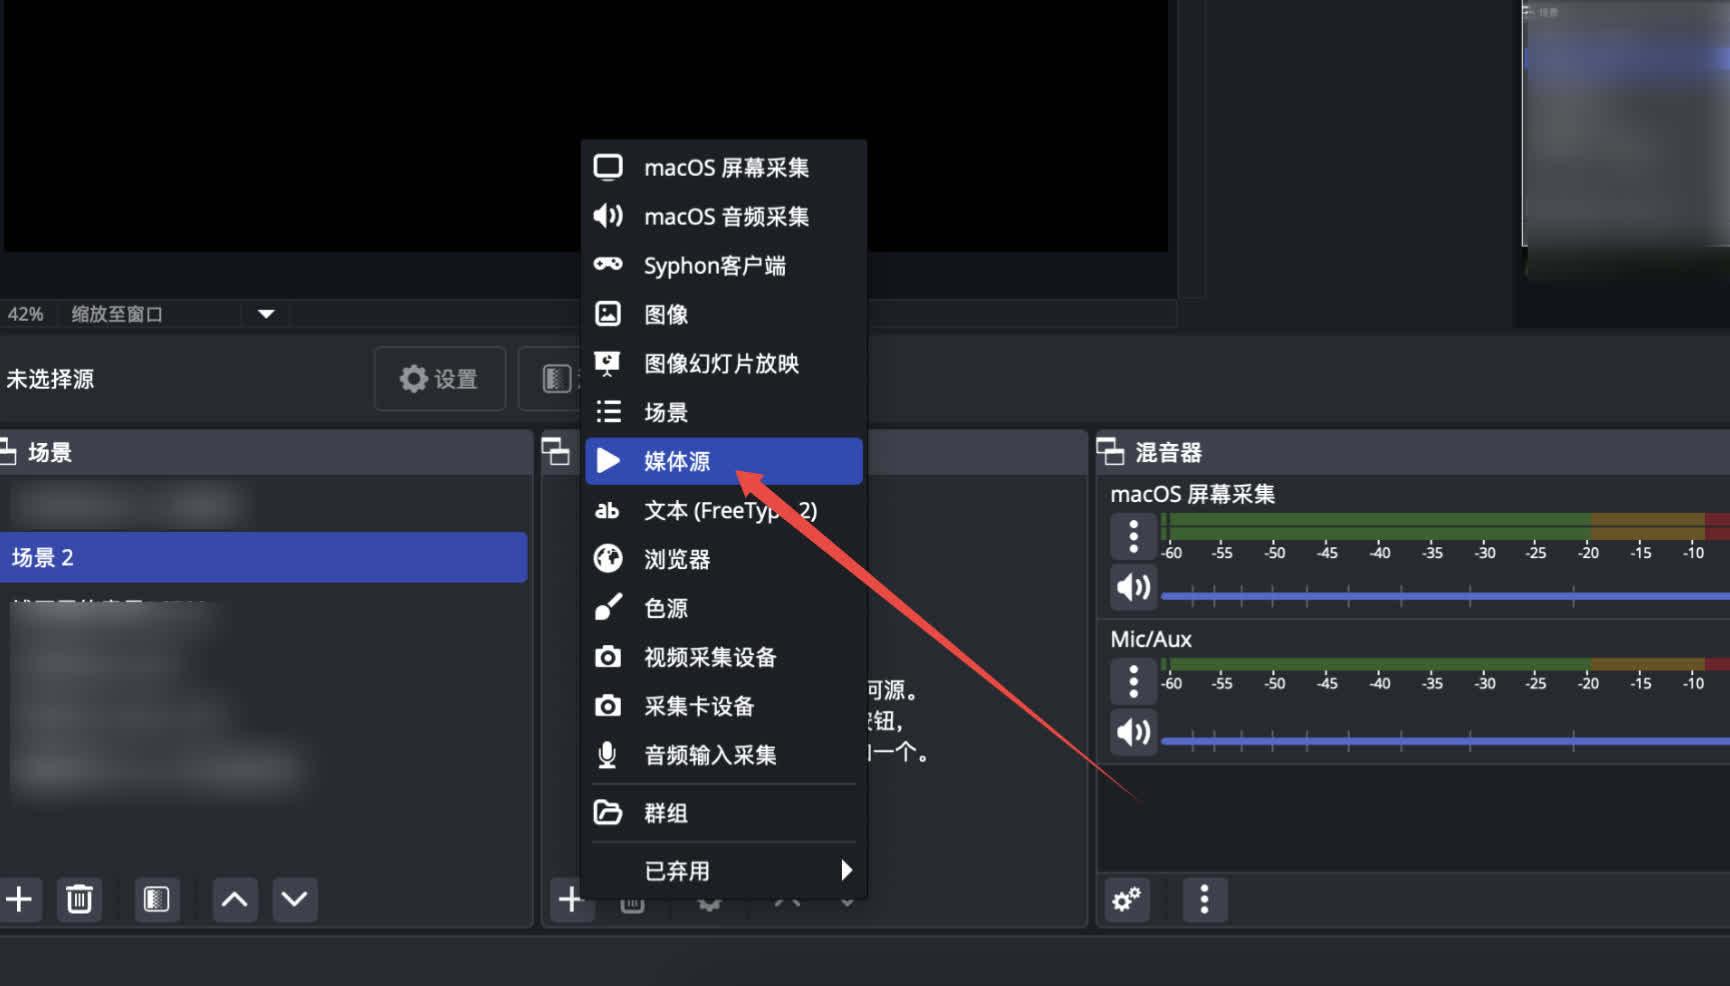 场景
macOS 屏幕采集
macOS 音频采集
Syphon客户端
图像
图像幻灯片放映
场景
媒体源
文本 (FreeTyp 2)
浏览器
色源
视频采集设备
采集卡设备
音频输入采集
群组
已弃用
42% 缩放至窗口
未选择源
设置
场景
场景 2
何源。
按钮，
加一个。
混音器
macOS 屏幕采集
-60 -55 -50 -45 -40 -35 -30 -25 -20 -15 -10
Mic/Aux
-60 -55 -50 -45 -40 -35 -30 -25 -20 -15 -10